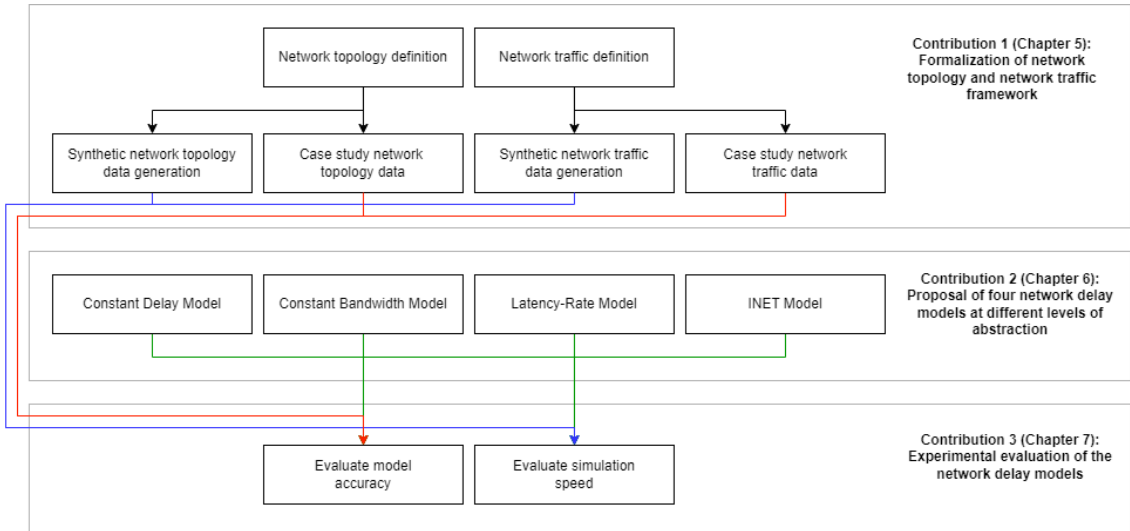 Network topology definition
Network traffic definition
Contribution 1 (Chapter 5):
Formalization of network
topology and network traffic
framework
Synthetic network topology
data generation
Case study network
topology data
Synthetic network traffic
data generation
Case study network
traffic data
Constant Delay Model
Constant Bandwidth Model
Latency-Rate Model
INET Model
Contribution 2 (Chapter 6):
Proposal of four network delay
models at different levels of
abstraction
Evaluate model
accuracy
Evaluate simulation
speed
Contribution 3 (Chapter 7):
Experimental evaluation of the
network delay models